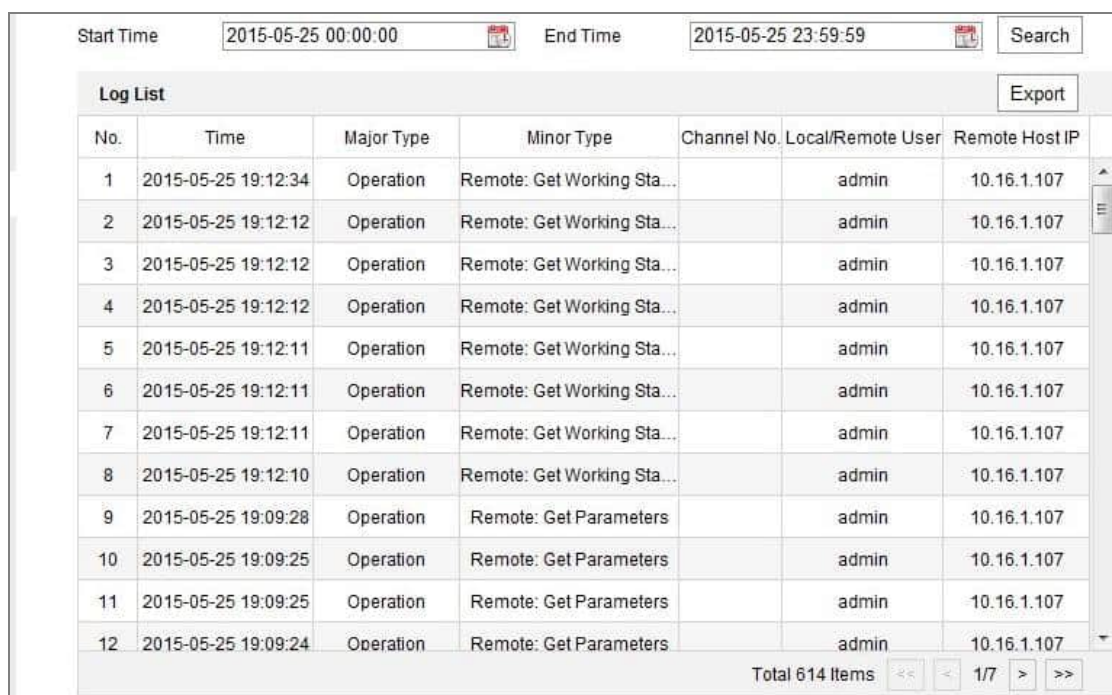 Start Time 2015-05-25 00:00:00 End Time 2015-05-25 23:59:59 Search
Log List Export
No. Time Major Type Minor Type Channel No. Local/Remote User Remote Host IP
1 2015-05-25 19:12:34 Operation Remote: Get Working Sta... admin 10.16.1.107
2 2015-05-25 19:12:12 Operation Remote: Get Working Sta... admin 10.16.1.107
3 2015-05-25 19:12:12 Operation Remote: Get Working Sta... admin 10.16.1.107
4 2015-05-25 19:12:12 Operation Remote: Get Working Sta... admin 10.16.1.107
5 2015-05-25 19:12:11 Operation Remote: Get Working Sta... admin 10.16.1.107
6 2015-05-25 19:12:11 Operation Remote: Get Working Sta... admin 10.16.1.107
7 2015-05-25 19:12:11 Operation Remote: Get Working Sta... admin 10.16.1.107
8 2015-05-25 19:12:10 Operation Remote: Get Working Sta... admin 10.16.1.107
9 2015-05-25 19:09:28 Operation Remote: Get Parameters admin 10.16.1.107
10 2015-05-25 19:09:25 Operation Remote: Get Parameters admin 10.16.1.107
11 2015-05-25 19:09:25 Operation Remote: Get Parameters admin 10.16.1.107
12 2015-05-25 19:09:24 Operation Remote: Get Parameters admin 10.16.1.107
Total 614 Items << < 1/7 > >>